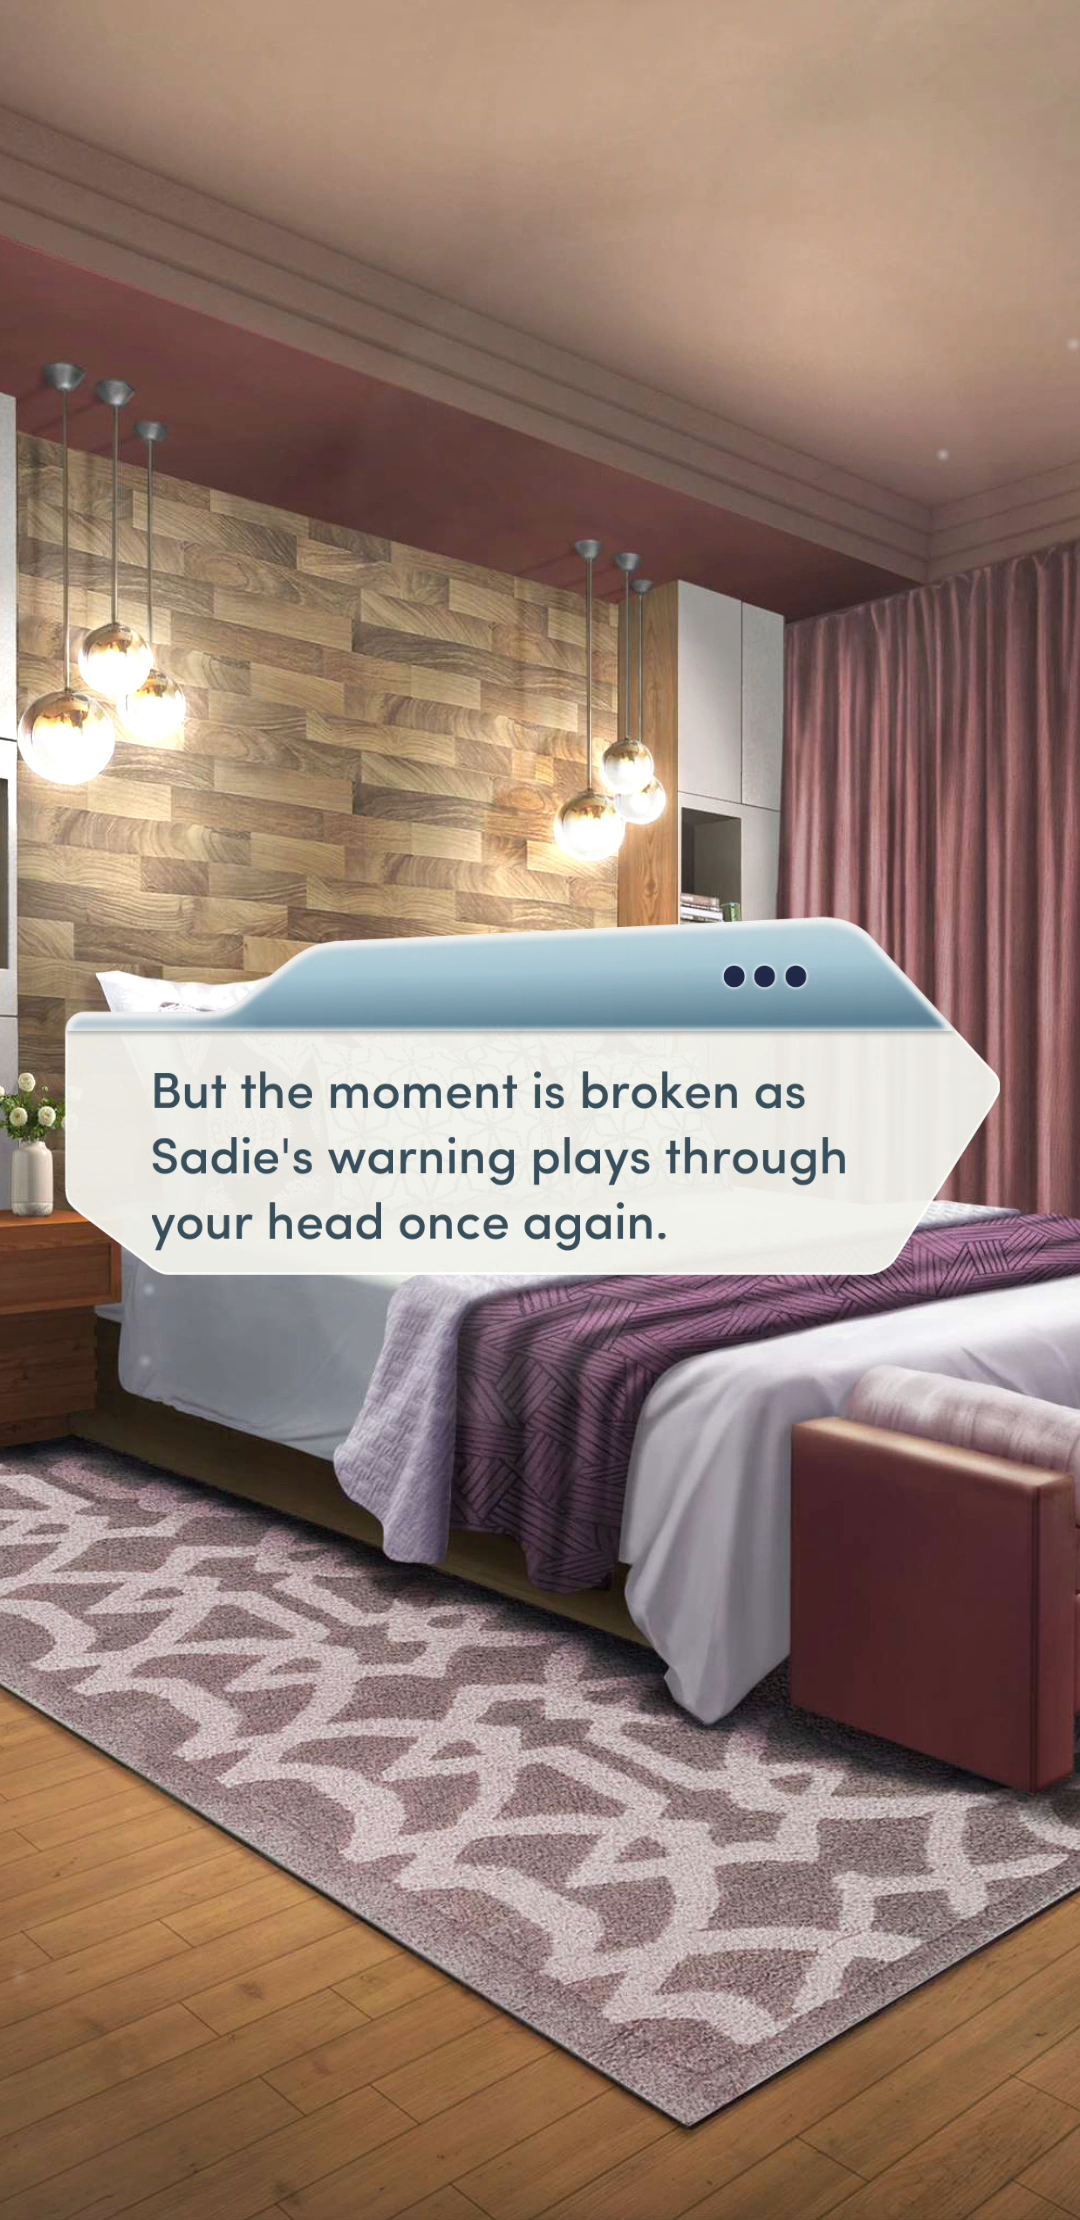 But the moment is broken as
Sadie's warning plays through
your head once again.